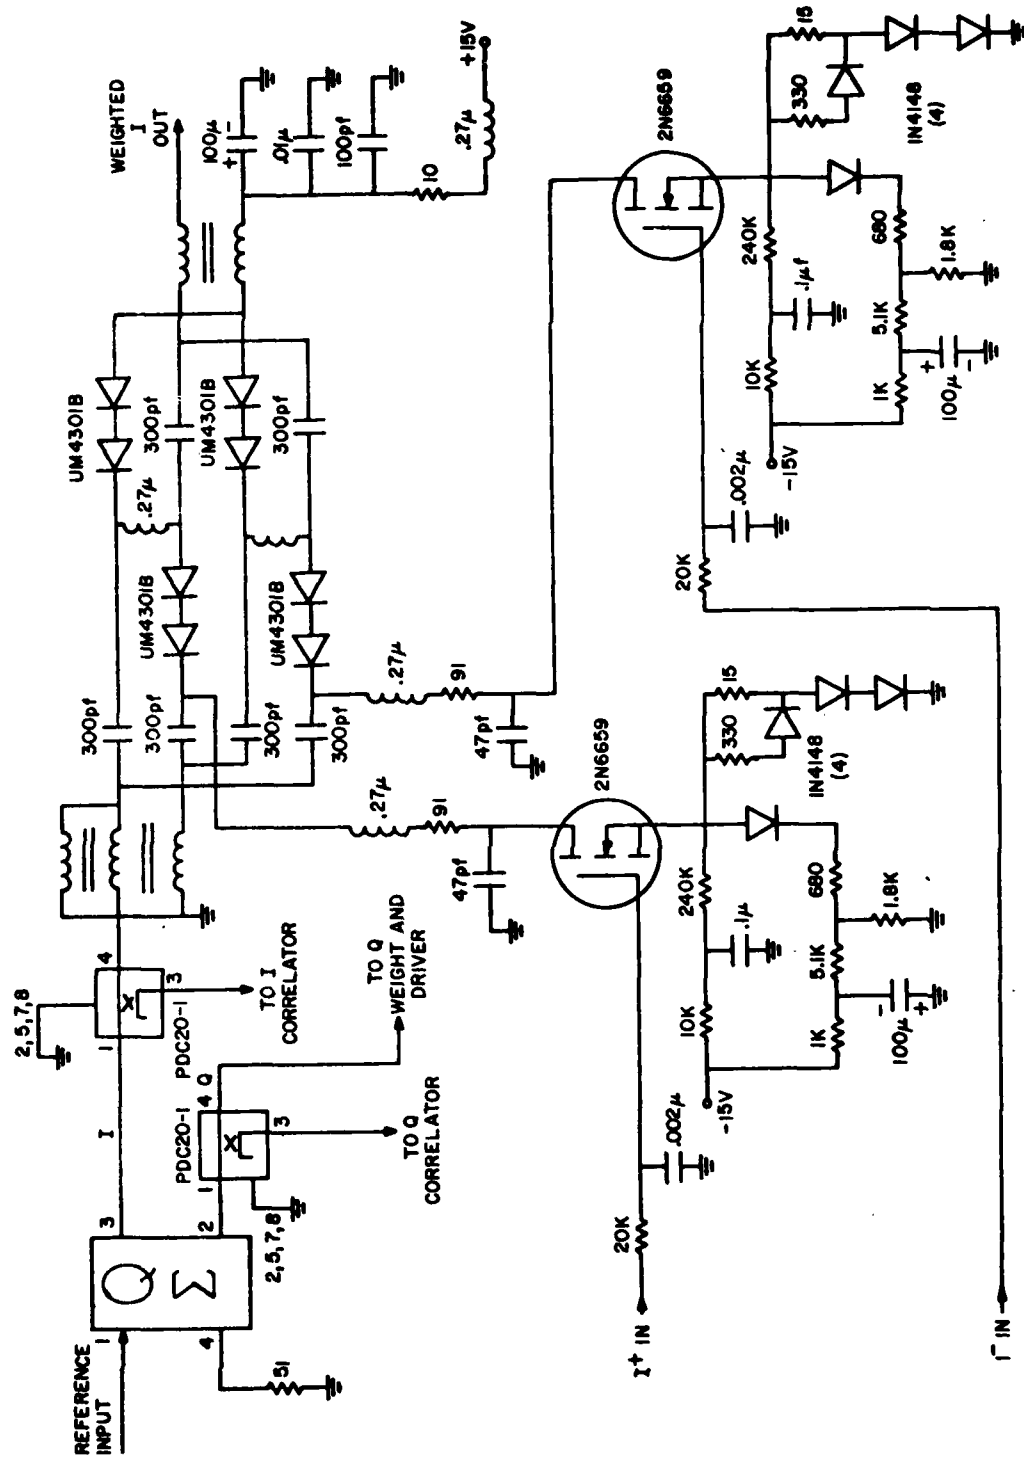 REFERENCE
INPUT
1
4
3
2
Q
Σ
51
I
2,5,7,8
1
4
X
3
PDC20-1
TO I
CORRELATOR
PDC20-1
Q
1
4
X
3
2,5,7,8
TO Q
CORRELATOR
TO Q
WEIGHT AND
DRIVER
300pf
300pf
300pf
300pf
UM4301B
UM4301B
.27μ
UM4301B
300pf
UM4301B
300pf
WEIGHTED
I
OUT
+
100μ
-
.01μ
100pf
10
.27μ
+15V
.27μ
91
47pf
.27μ
91
47pf
I+ IN
20K
.002μ
2N6659
-15V
10K
.1μ
240K
330
15
1N4148
(4)
1K
5.1K
680
1.8K
-
100μ
+
I- IN
20K
.002μ
2N6659
-15V
10K
.1μf
240K
330
15
1N4148
(4)
1K
5.1K
680
1.8K
+
100μ
-